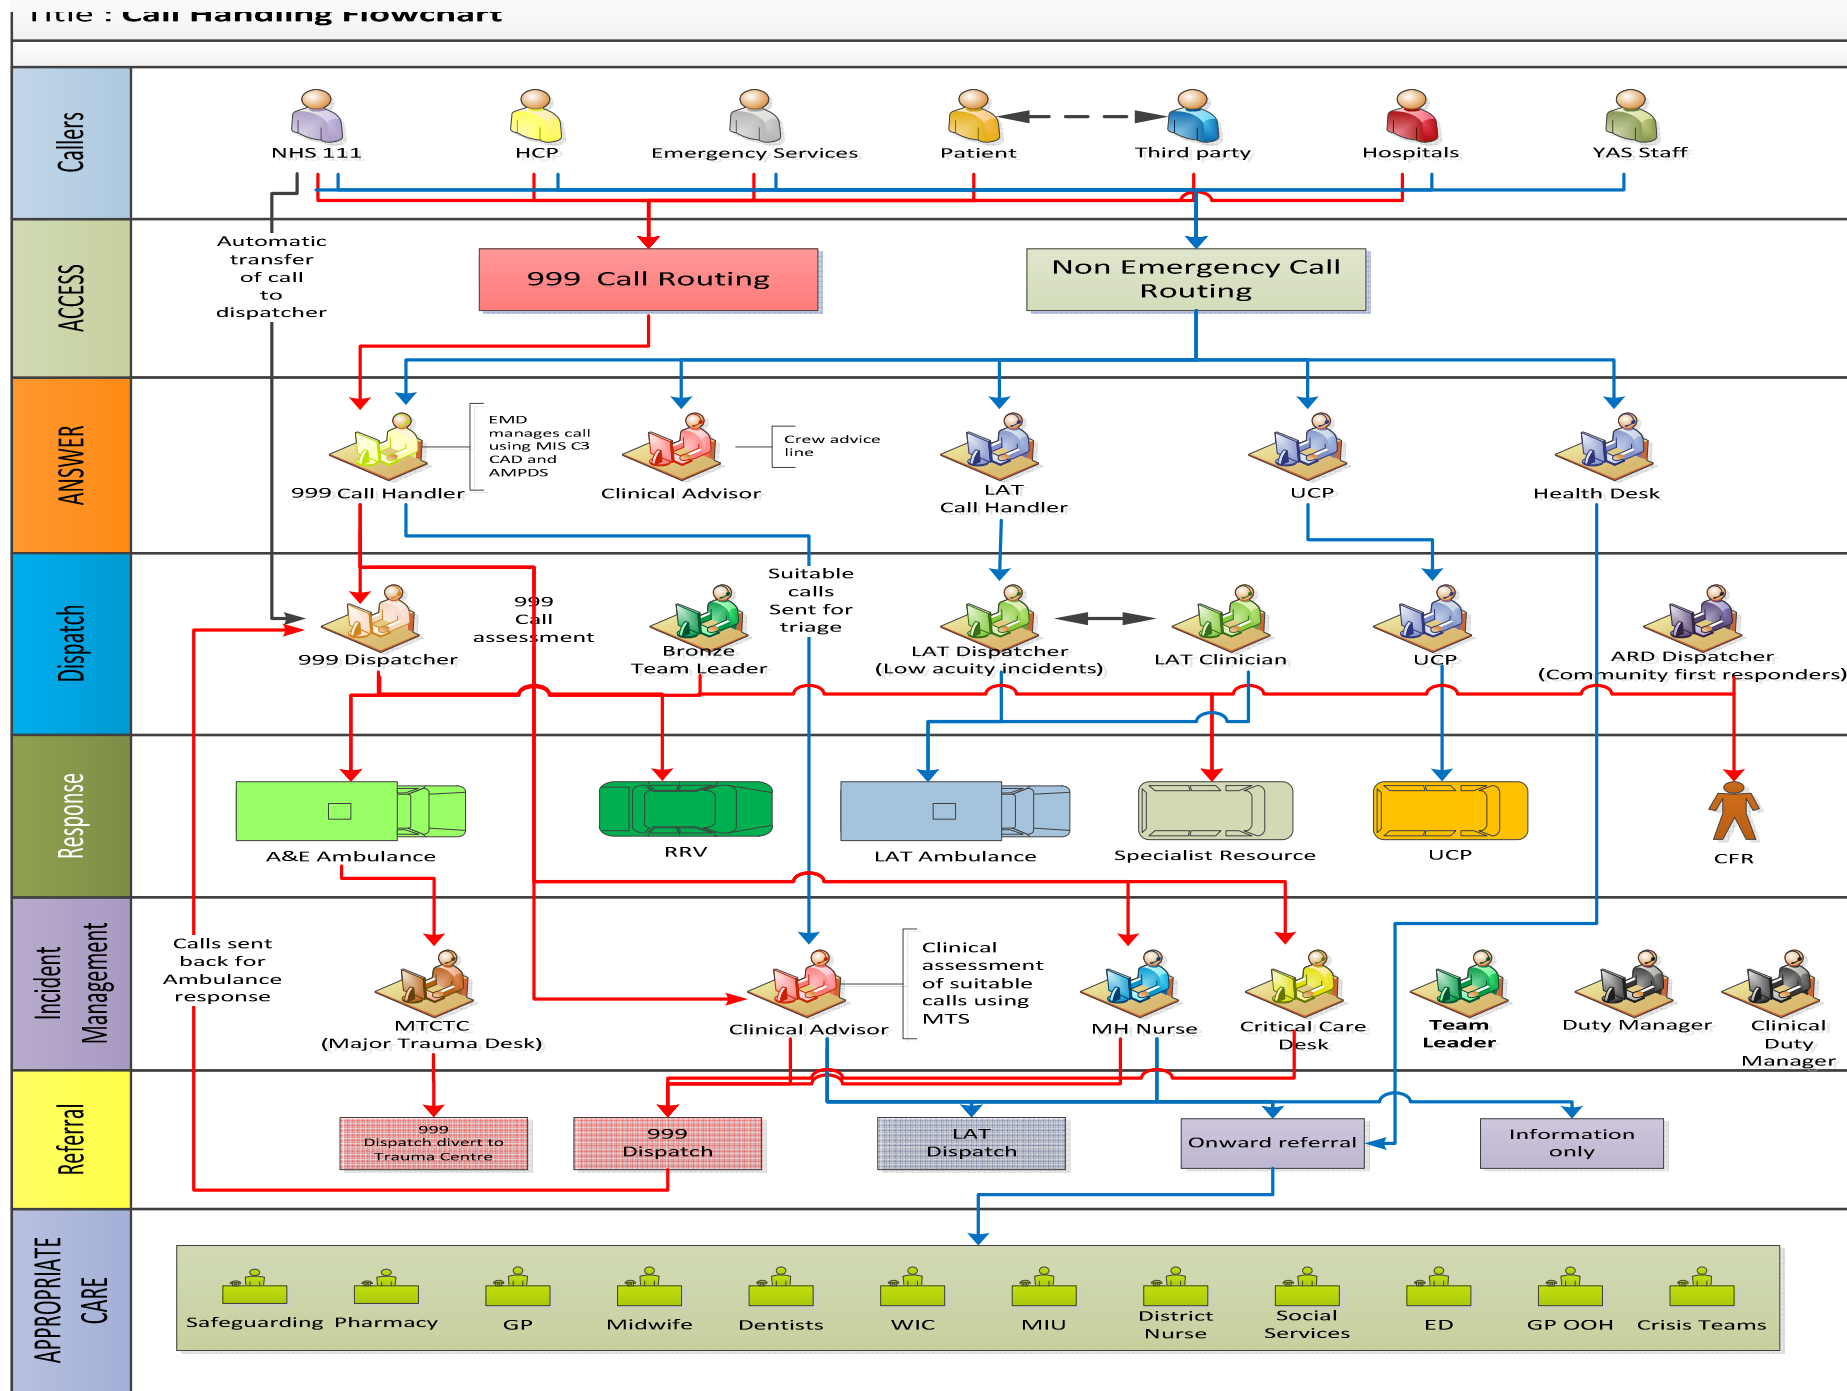 Title : Call Handling Flowchart
Callers
NHS 111
HCP
Emergency Services
Patient
Third party
Hospitals
YAS Staff
ACCESS
Automatic
transfer
of call
to
dispatcher
999 Call Routing
Non Emergency Call
Routing
ANSWER
999 Call Handler
EMD
manages call
using MIS C3
CAD and
AMPDS
Clinical Advisor
Crew advice
line
LAT
Call Handler
UCP
Health Desk
Dispatch
999 Dispatcher
999
Call
assessment
Bronze
Team Leader
Suitable
calls
Sent for
triage
LAT Dispatcher
(Low acuity incidents)
LAT Clinician
UCP
ARD Dispatcher
(Community first responders)
Response
A&E Ambulance
RRV
LAT Ambulance
Specialist Resource
UCP
CFR
Incident
Management
Calls sent
back for
Ambulance
response
MTCTC
(Major Trauma Desk)
Clinical Advisor
Clinical
assessment
of suitable
calls using
MTS
MH Nurse
Critical Care
Desk
Team
Leader
Duty Manager
Clinical
Duty
Manager
Referral
999
Dispatch divert to
Trauma Centre
999
Dispatch
LAT
Dispatch
Onward referral
Information
only
APPROPRIATE
CARE
Safeguarding
Pharmacy
GP
Midwife
Dentists
WIC
MIU
District
Nurse
Social
Services
ED
GP OOH
Crisis Teams